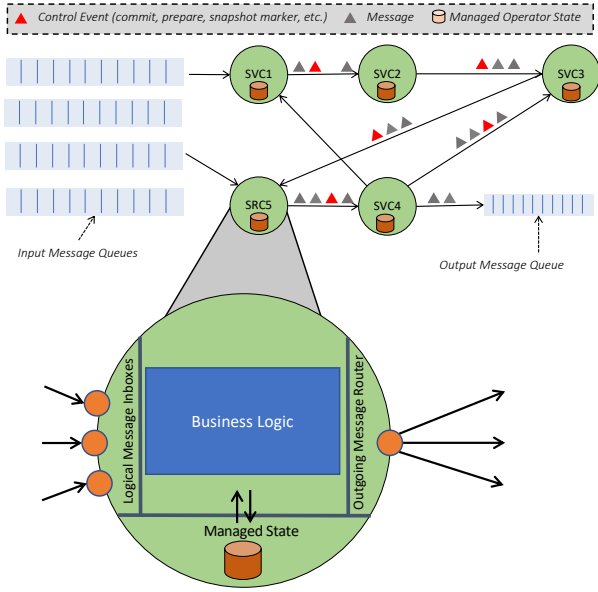 Control Event (commit, prepare, snapshot marker, etc.) Message Managed Operator State
SVC1 SVC2 SVC3
SRC5 SVC4
Input Message Queues
Output Message Queue
Logical Message Inboxes
Business Logic
Outgoing Message Router
Managed State